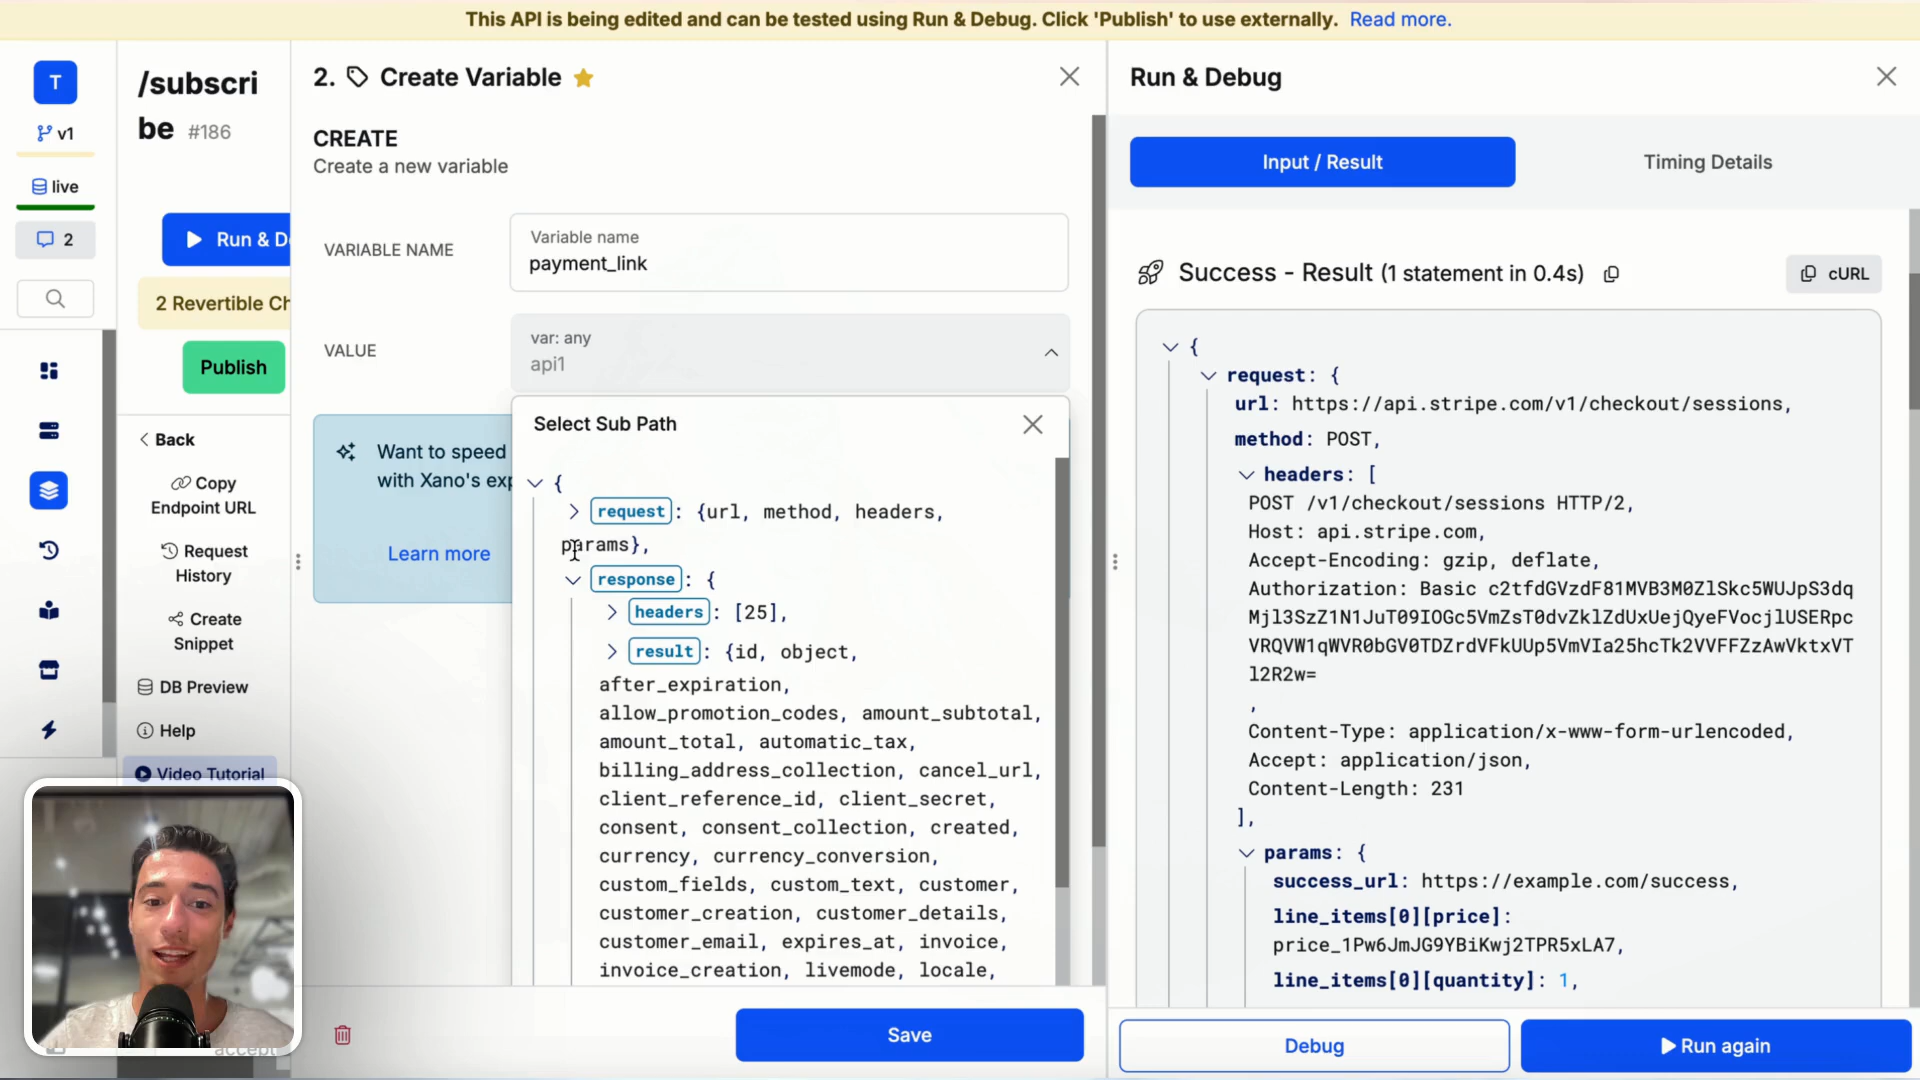 This API is being edited and can be tested using Run & Debug. Click 'Publish' to use externally. Read more.
T
v1
live
2
/subscri
be #186
Run & D
2 Revertible Ch
Publish
Back
Copy
Endpoint URL
Request
History
Create
Snippet
DB Preview
Help
Video Tutorial
accept
2. Create Variable
CREATE
Create a new variable
VARIABLE NAME
Variable name
payment_link
VALUE
var: any
api1
Want to speed
with Xano's exp
Learn more
Select Sub Path
{
request: {url, method, headers,
params},
response: {
headers: [25],
result: {id, object,
after_expiration,
allow_promotion_codes, amount_subtotal,
amount_total, automatic_tax,
billing_address_collection, cancel_url,
client_reference_id, client_secret,
consent, consent_collection, created,
currency, currency_conversion,
custom_fields, custom_text, customer,
customer_creation, customer_details,
customer_email, expires_at, invoice,
invoice_creation, livemode, locale,
Save
Run & Debug
Input / Result
Timing Details
Success - Result (1 statement in 0.4s)
cURL
{
request: {
url: https://api.stripe.com/v1/checkout/sessions,
method: POST,
headers: [
POST /v1/checkout/sessions HTTP/2,
Host: api.stripe.com,
Accept-Encoding: gzip, deflate,
Authorization: Basic c2tfdGVzdF81MVB3M0ZlSkc5WUJpS3dq
Mjl3SzZ1N1JuT09IOGc5VmZsT0dvZklZdUxUejQyeFVocjlUSERpc
VRQVW1qWVR0bGV0TDZrdVFkUUp5VmVIa25hcTk2VVFFZzAwVktxVT
l2R2w=
,
Content-Type: application/x-www-form-urlencoded,
Accept: application/json,
Content-Length: 231
],
params: {
success_url: https://example.com/success,
line_items[0][price]:
price_1Pw6JmJG9YBiKwj2TPR5xLA7,
line_items[0][quantity]: 1,
Debug
Run again